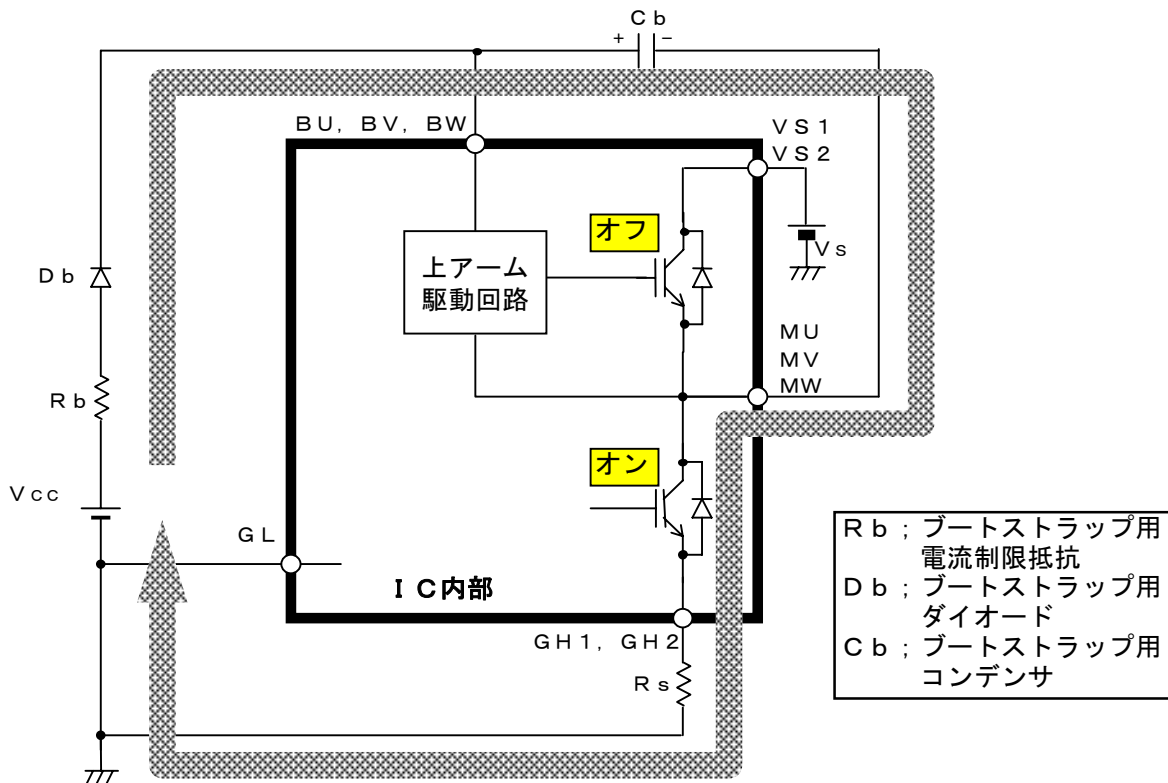 Ｃｂ
＋ －
ＢＵ，ＢＶ，ＢＷ
ＶＳ１
ＶＳ２
オフ
Ｖｓ
上アーム
駆動回路
Ｄｂ
ＭＵ
ＭＶ
ＭＷ
Ｒｂ
オン
Ｖｃｃ
ＧＬ
ＩＣ内部
ＧＨ１，ＧＨ２
Ｒｓ
Ｒｂ；ブートストラップ用
電流制限抵抗
Ｄｂ；ブートストラップ用
ダイオード
Ｃｂ；ブートストラップ用
コンデンサ